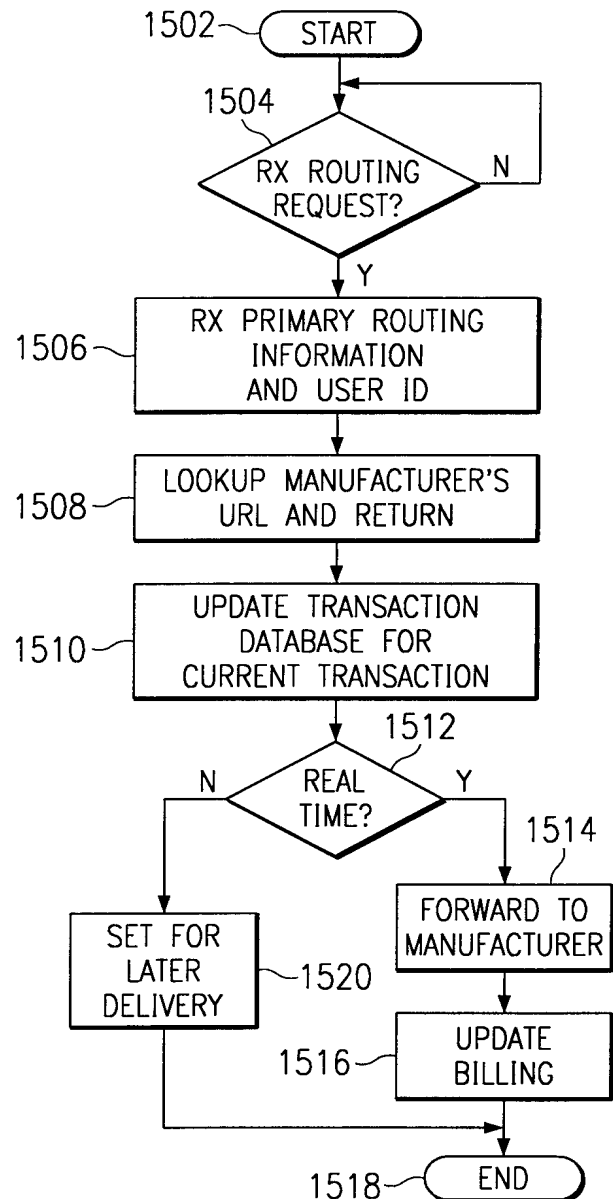 1502
START
1504
RX ROUTING
REQUEST?
N
Y
1506
RX PRIMARY ROUTING
INFORMATION
AND USER ID
1508
LOOKUP MANUFACTURER'S
URL AND RETURN
1510
UPDATE TRANSACTION
DATABASE FOR
CURRENT TRANSACTION
1512
N
REAL
TIME?
Y
1514
FORWARD TO
MANUFACTURER
SET FOR
LATER
DELIVERY
1520
1516
UPDATE
BILLING
1518
END